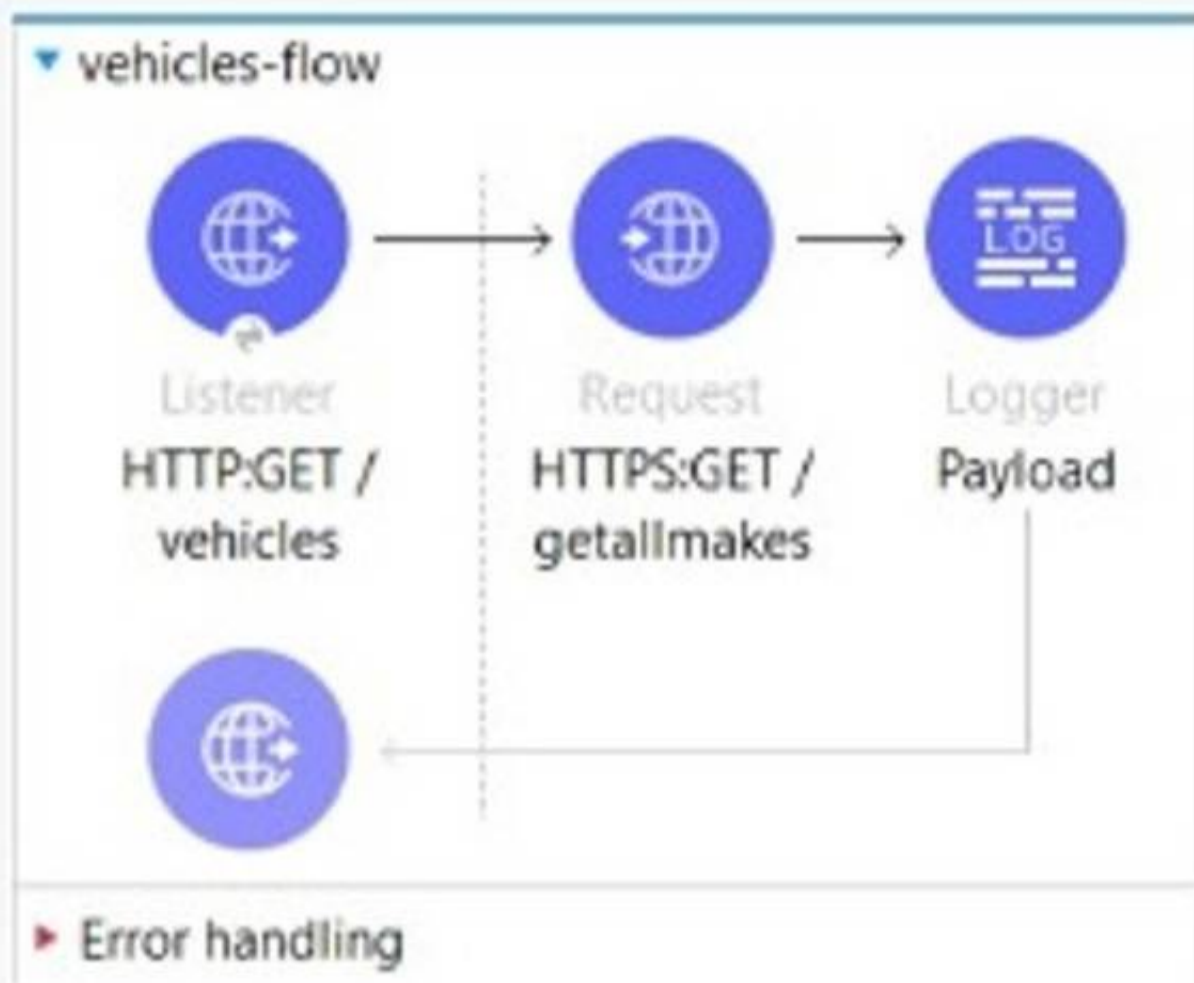 vehicles-flow
LOG
Listener
Request
Logger
HTTP:GET /
vehicles
HTTPS:GET /
getallmakes
Payload
Error handling